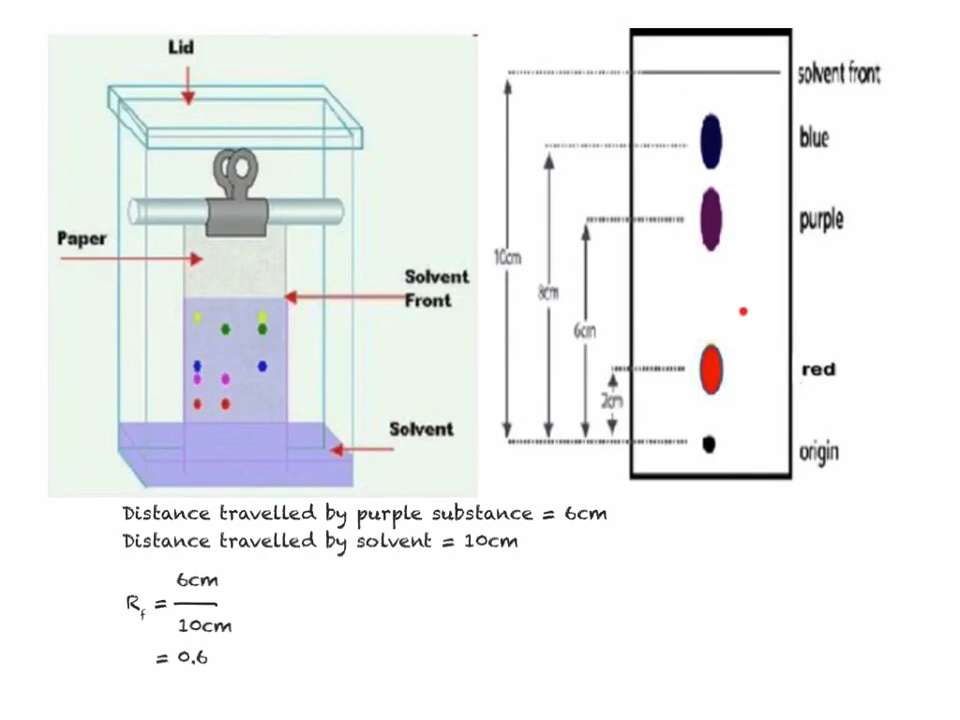 Lid
Paper
Solvent
Front
Solvent
solvent front
blue
purple
red
origin
10cm
8cm
6cm
2cm
Distance travelled by purple substance = 6cm
Distance travelled by solvent = 10cm
6cm
Rf =
10cm
= 0.6